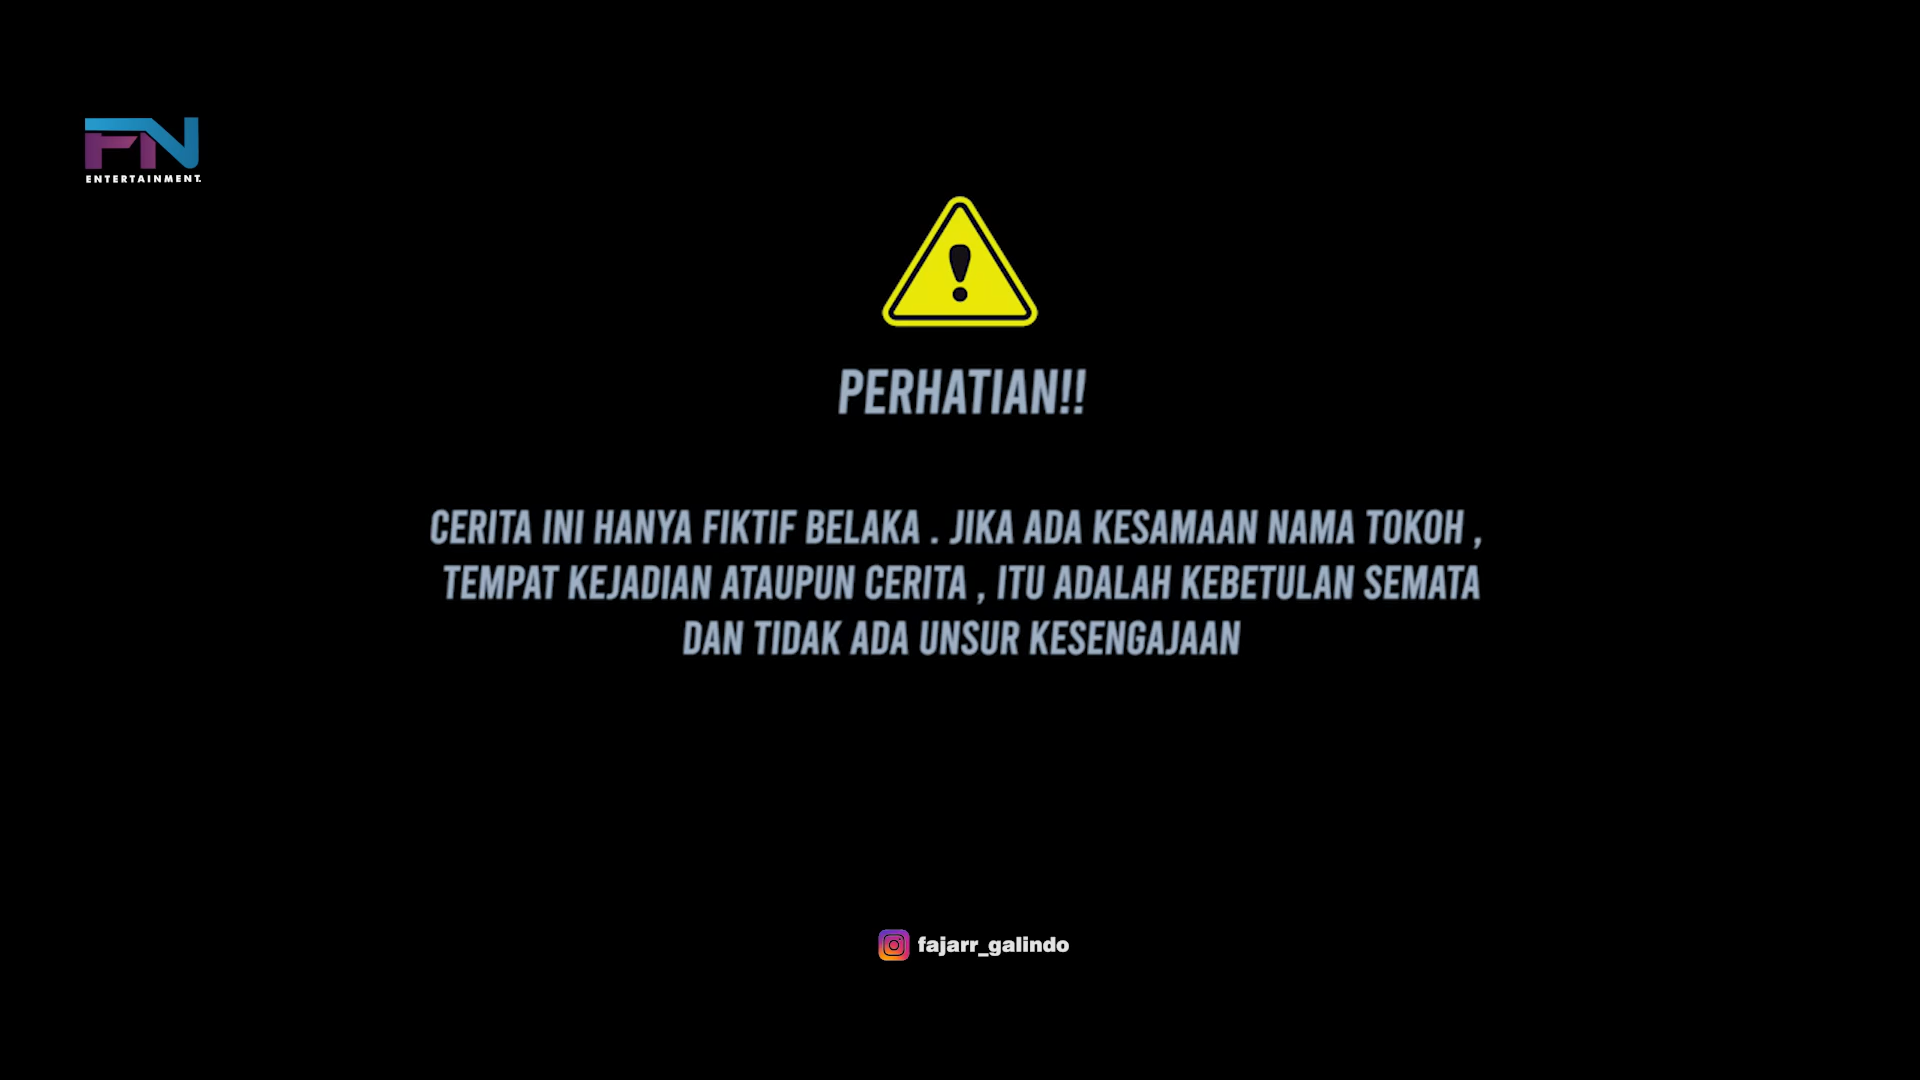 FN
ENTERTAINMENT.
PERHATIAN!!
CERITA INI HANYA FIKTIF BELAKA . JIKA ADA KESAMAAN NAMA TOKOH ,
TEMPAT KEJADIAN ATAUPUN CERITA , ITU ADALAH KEBETULAN SEMATA
DAN TIDAK ADA UNSUR KESENGAJAAN
fajarr_galindo